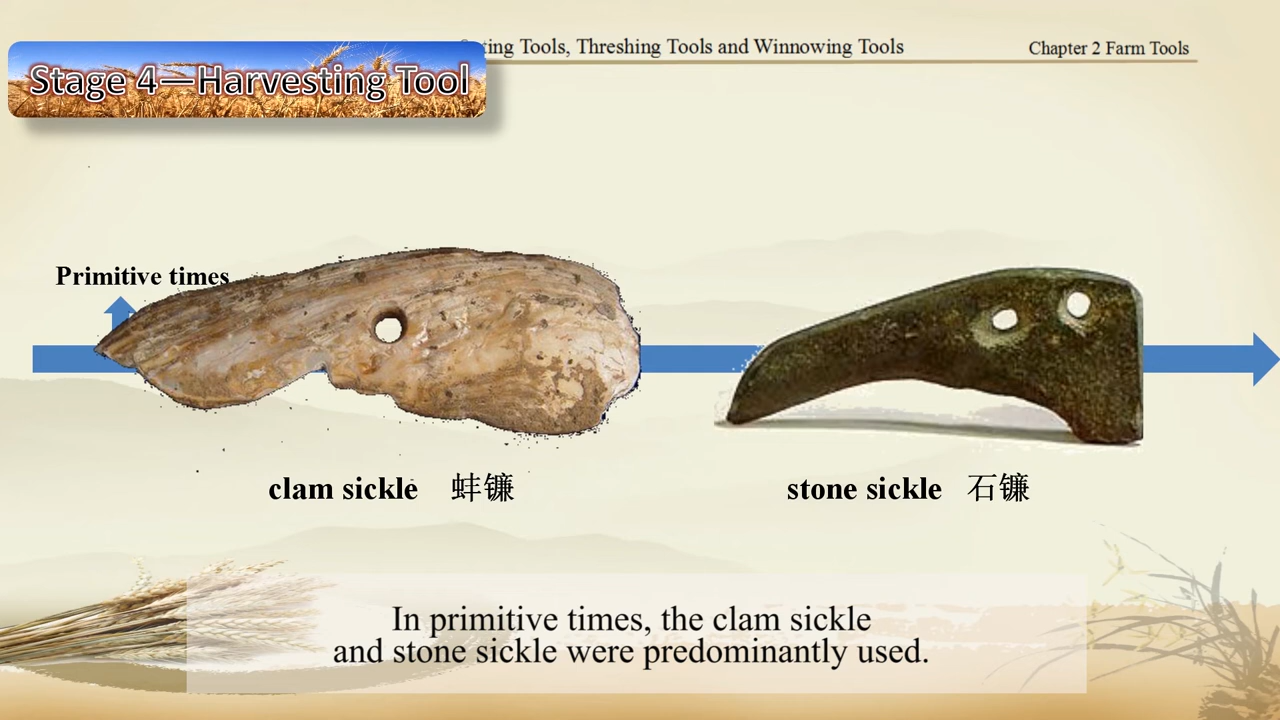 Stage 4—Harvesting Tool
Tools, Threshing Tools and Winnowing Tools
Chapter 2 Farm Tools
Primitive times
clam sickle 蚌镰
stone sickle 石镰
In primitive times, the clam sickle
and stone sickle were predominantly used.